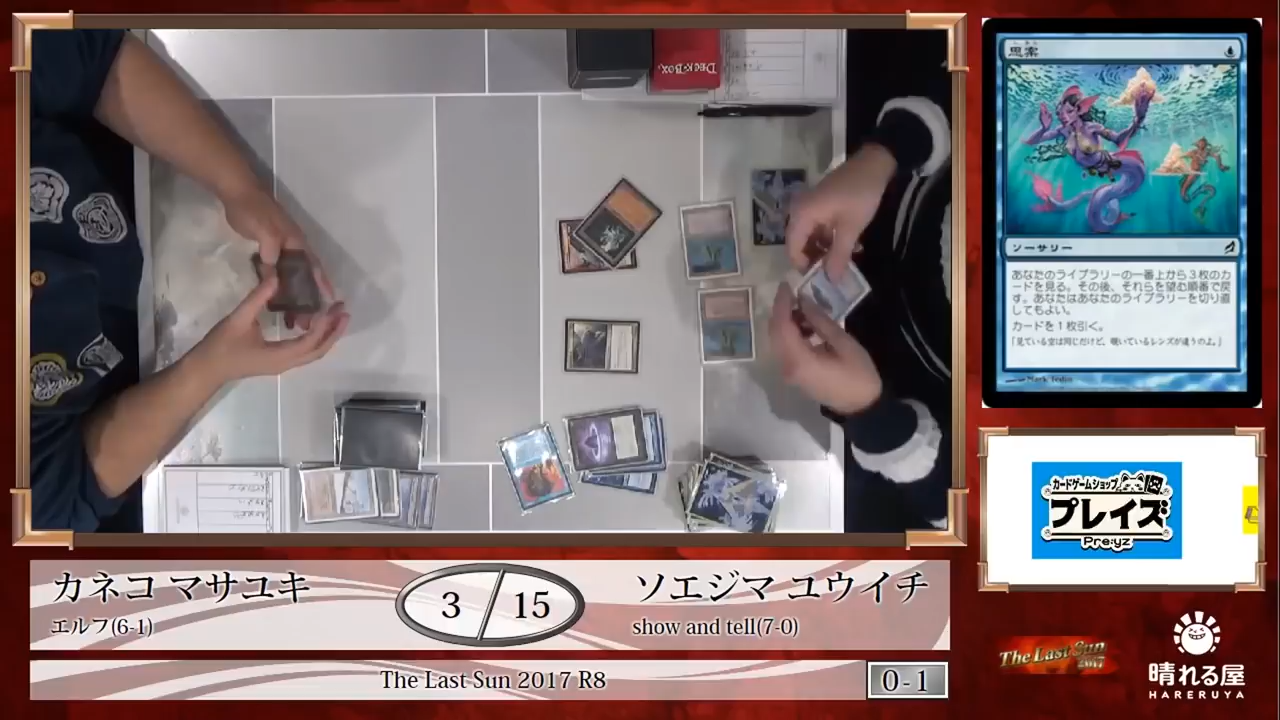 DECK BOX.
思案
ソーサリー
あなたのライブラリーの一番上から３枚のカ
ードを見る。その後、それらを望む順番で戻
す。あなたはあなたのライブラリーを切り直
してもよい。
カードを１枚引く。
「見ている空は同じだけど、覗いているレンズが違うのよ。」
Mark Tedin
カードゲームショップ
プレイズ
Pre:yz
カネコ マサユキ
エルフ(6-1)
3 / 15
ソエジマ ユウイチ
show and tell(7-0)
The Last Sun 2017 R8
0-1
The Last Sun
2017
晴れる屋
HARERUYA